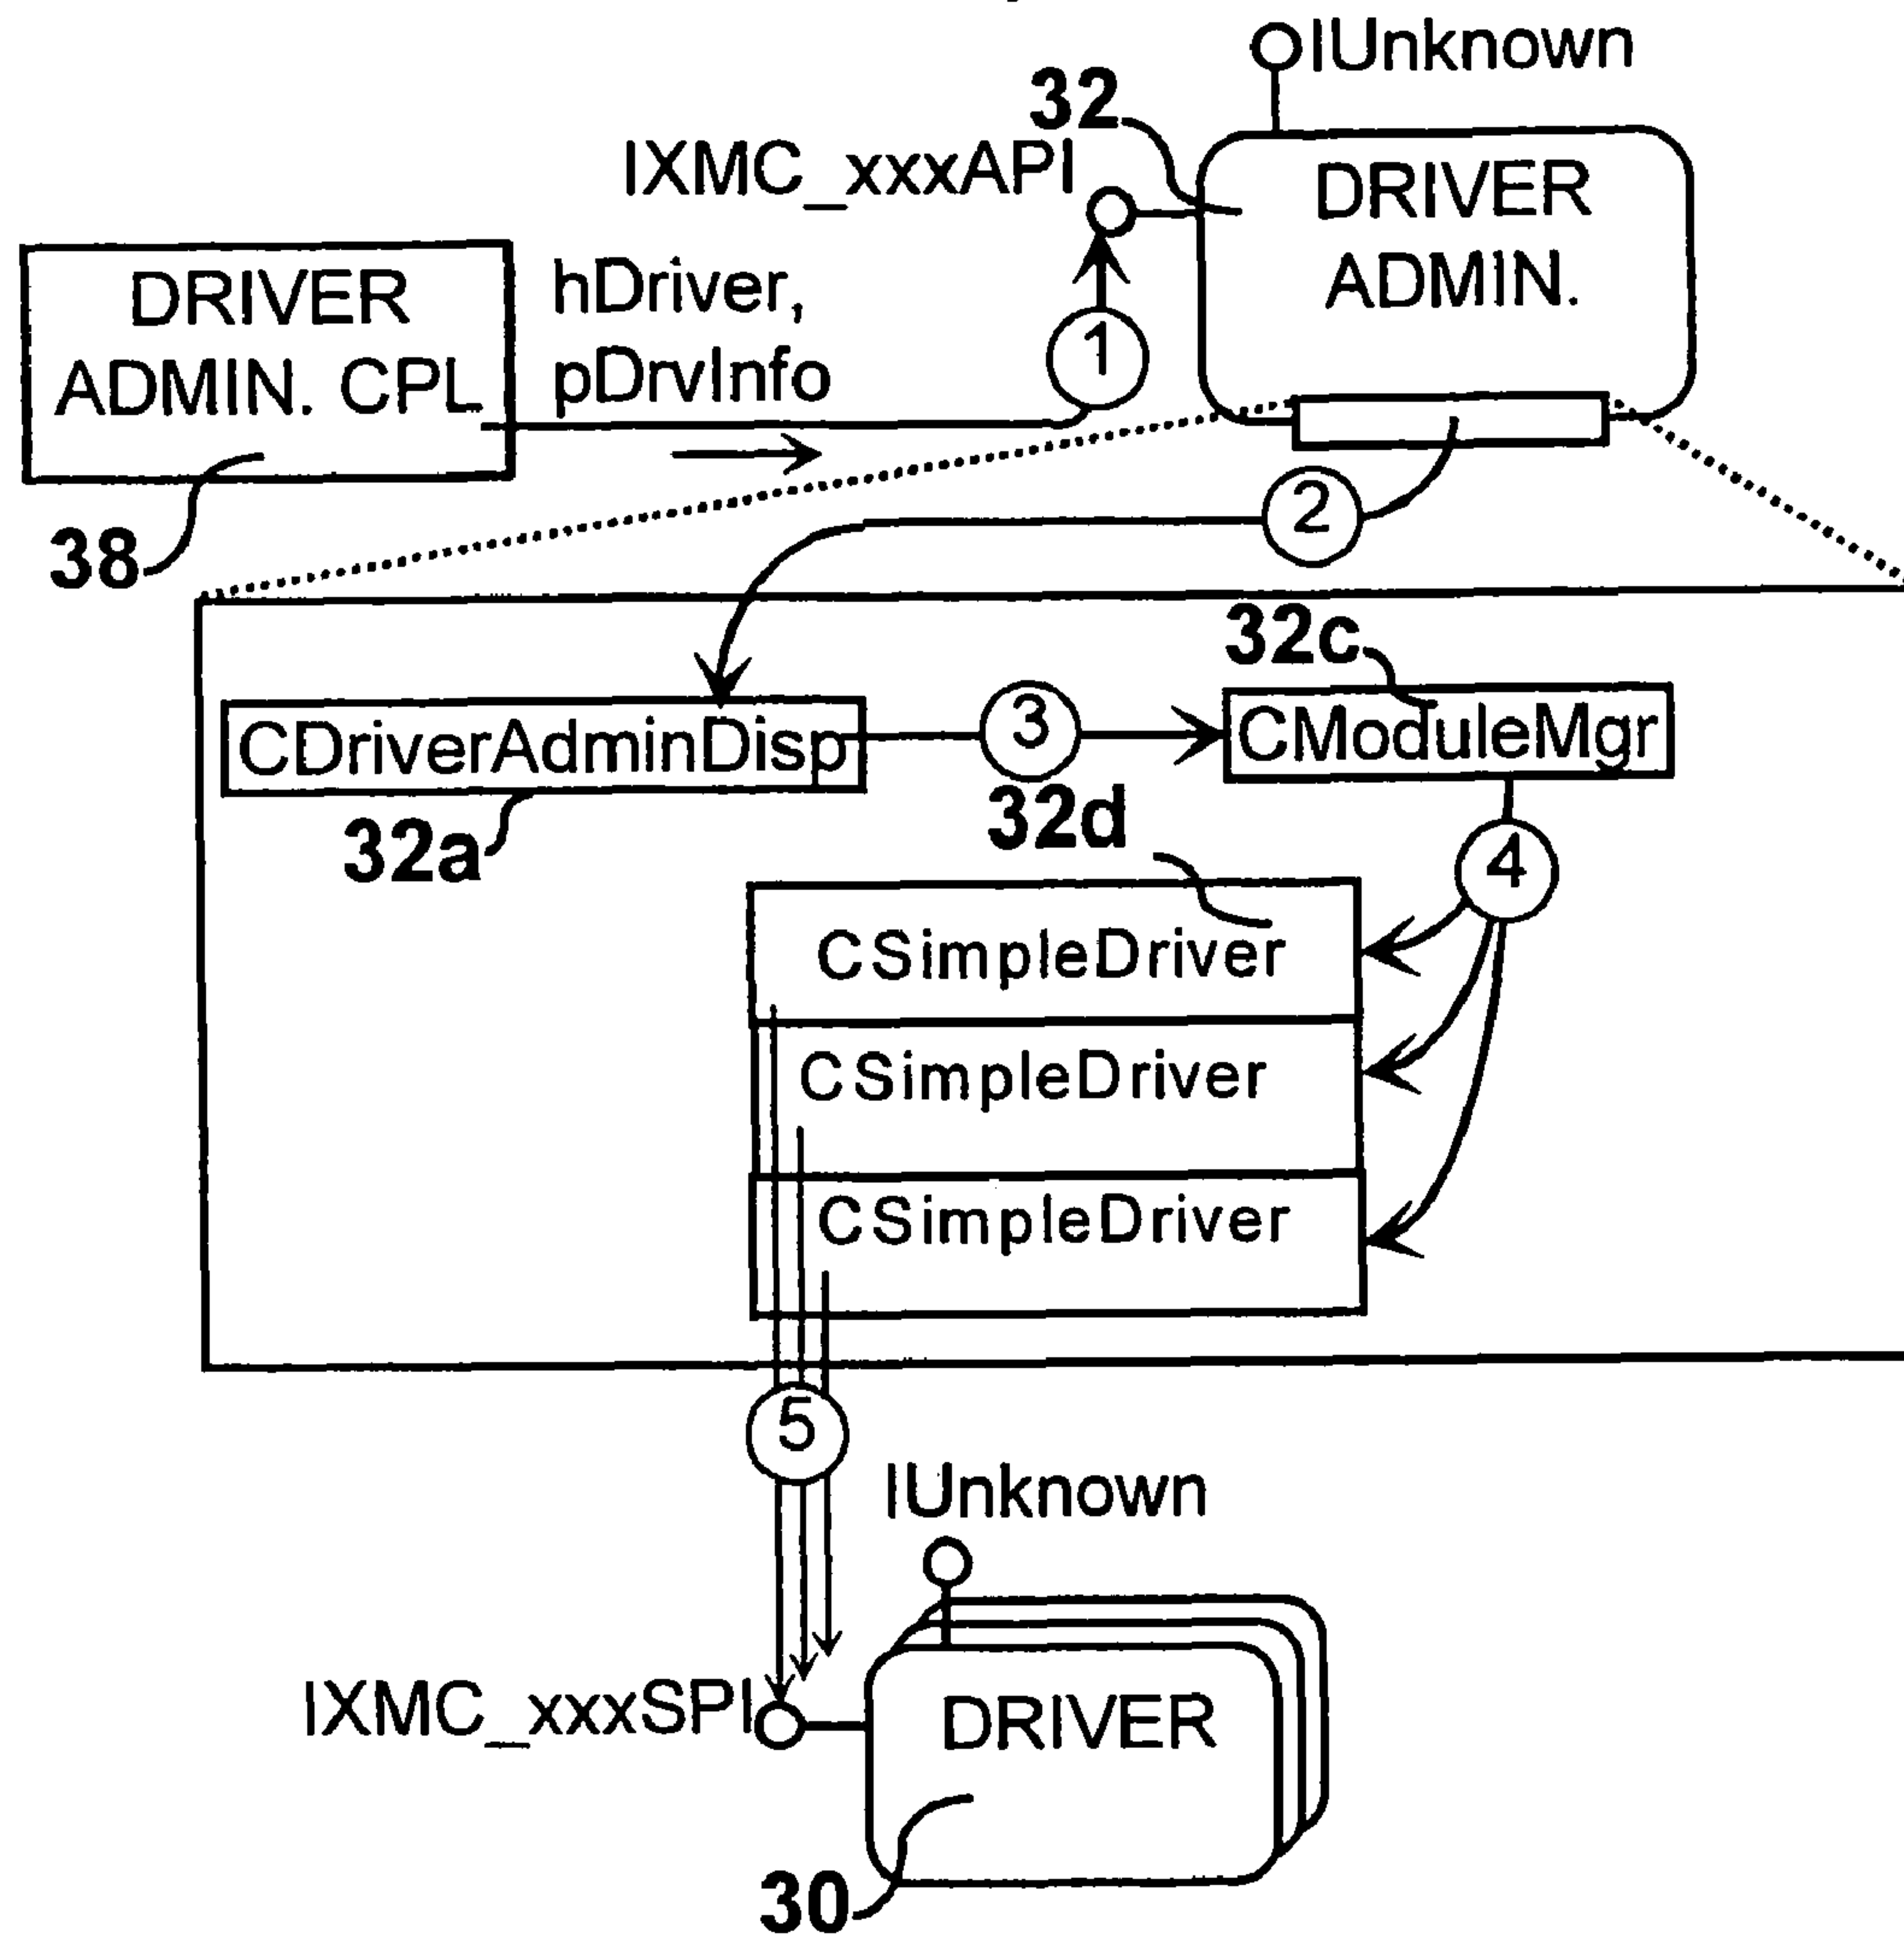 IUnknown
32
IXMC_xxxAPI
DRIVER
ADMIN.
DRIVER
ADMIN. CPL
hDriver,
pDrvInfo
1
2
38
32c
CDriverAdminDisp
3
CModuleMgr
32a
32d
4
CSimpleDriver
CSimpleDriver
CSimpleDriver
5
IUnknown
IXMC_xxxSPI
DRIVER
30